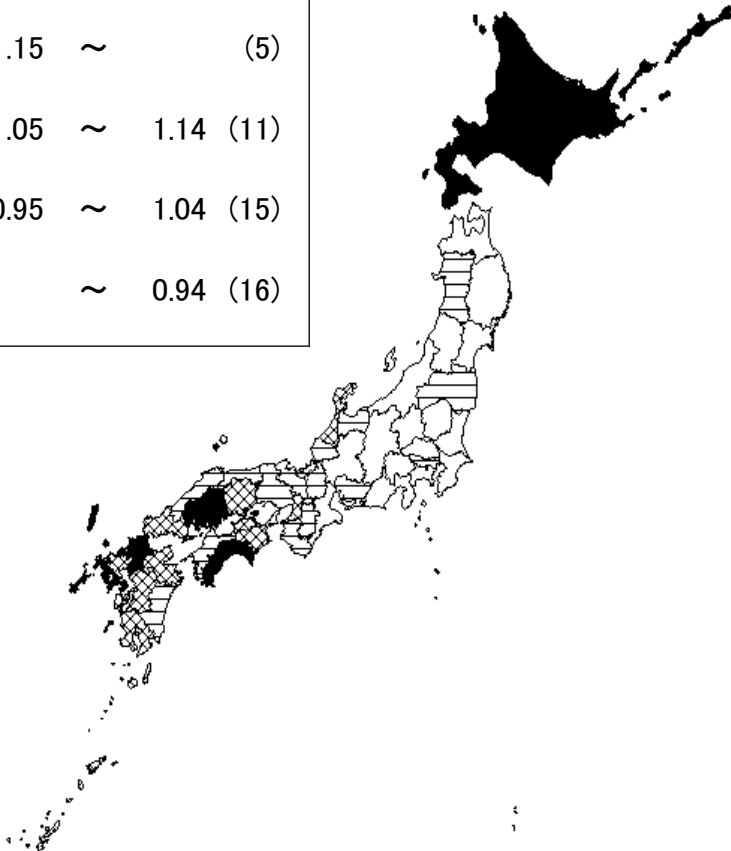 .15 ～ (5)
.05 ～ 1.14 (11)
0.95 ～ 1.04 (15)
～ 0.94 (16)